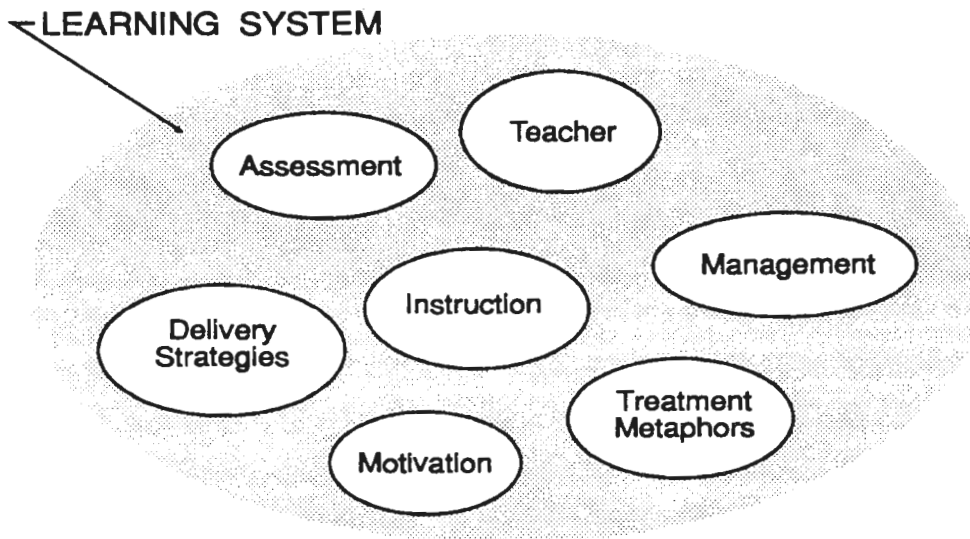 LEARNING SYSTEM
Teacher
Assessment
Management
Instruction
Delivery
Strategies
Treatment
Metaphors
Motivation